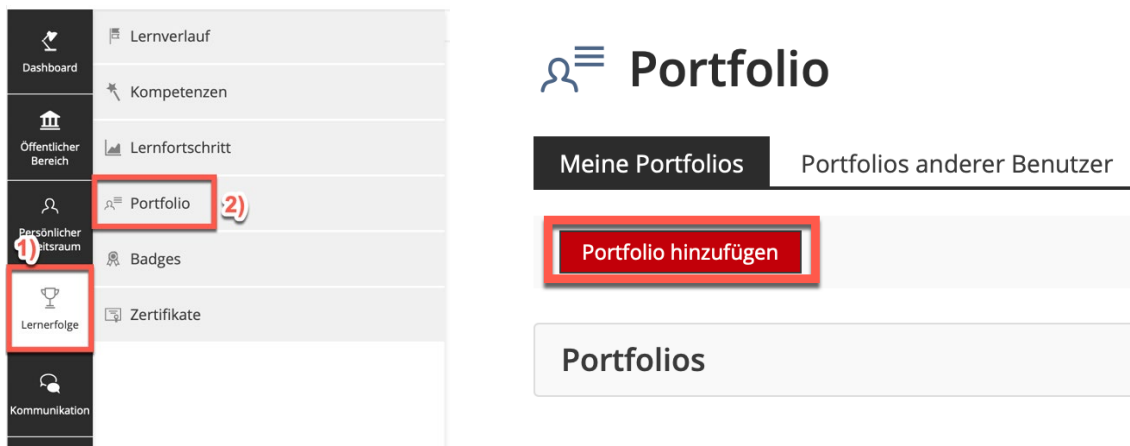 Dashboard
Öffentlicher
Bereich
Persönlicher
itsraum
1)
Lernerfolge
Kommunikation
Lernverlauf
Kompetenzen
Lernfortschritt
Portfolio
2)
Badges
Zertifikate
Portfolio
Meine Portfolios
Portfolios anderer Benutzer
Portfolio hinzufügen
Portfolios